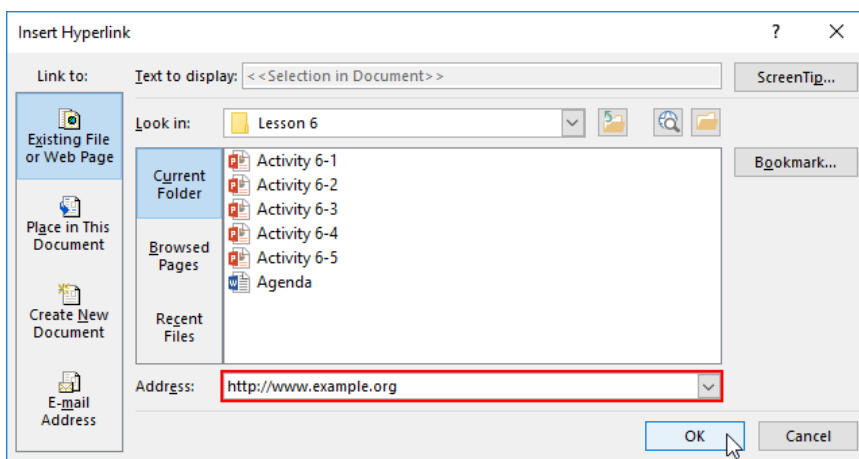 Insert Hyperlink
?
Link to:
Text to display:
<<Selection in Document>>
ScreenTip...
Existing File
or Web Page
Look in:
Lesson 6
Current
Folder
Activity 6-1
Activity 6-2
Activity 6-3
Activity 6-4
Activity 6-5
Agenda
Bookmark...
Place in This
Document
Browsed
Pages
Create New
Document
Recent
Files
E-mail
Address
Address:
http://www.example.org
OK
Cancel